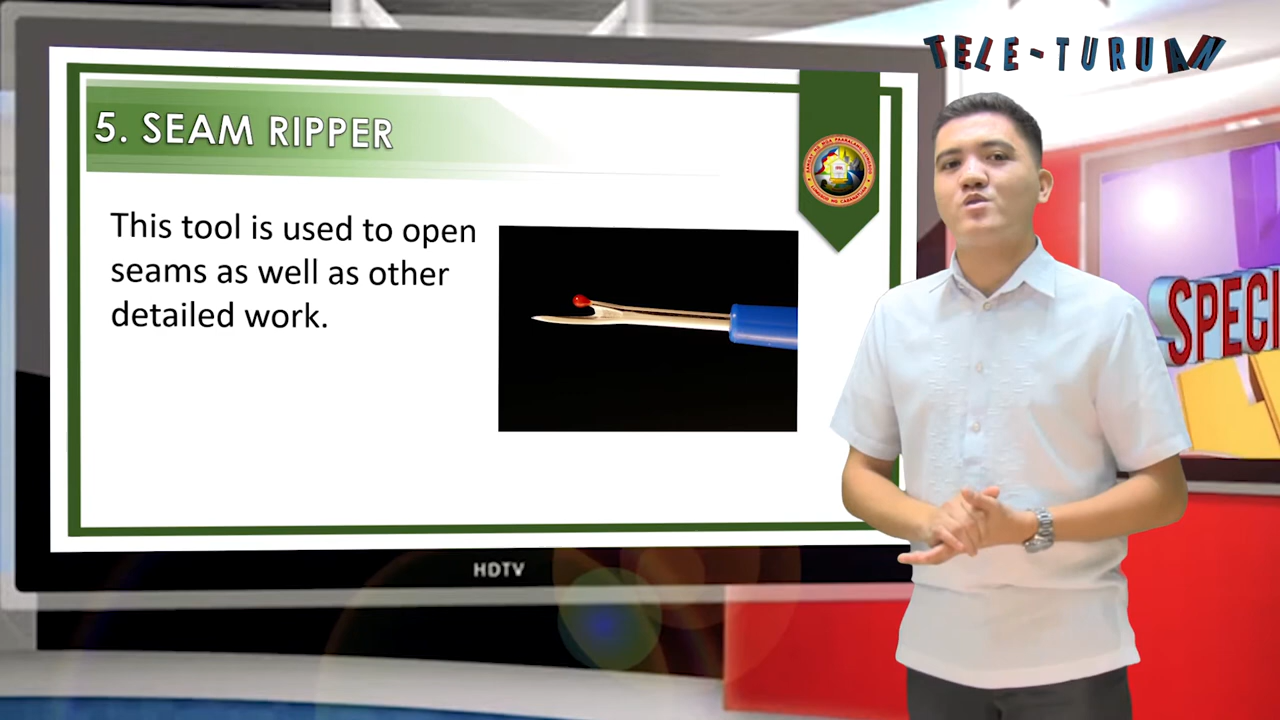 TELE-TURUAN
5. SEAM RIPPER
This tool is used to open
seams as well as other
detailed work.
SPECI
HDTV